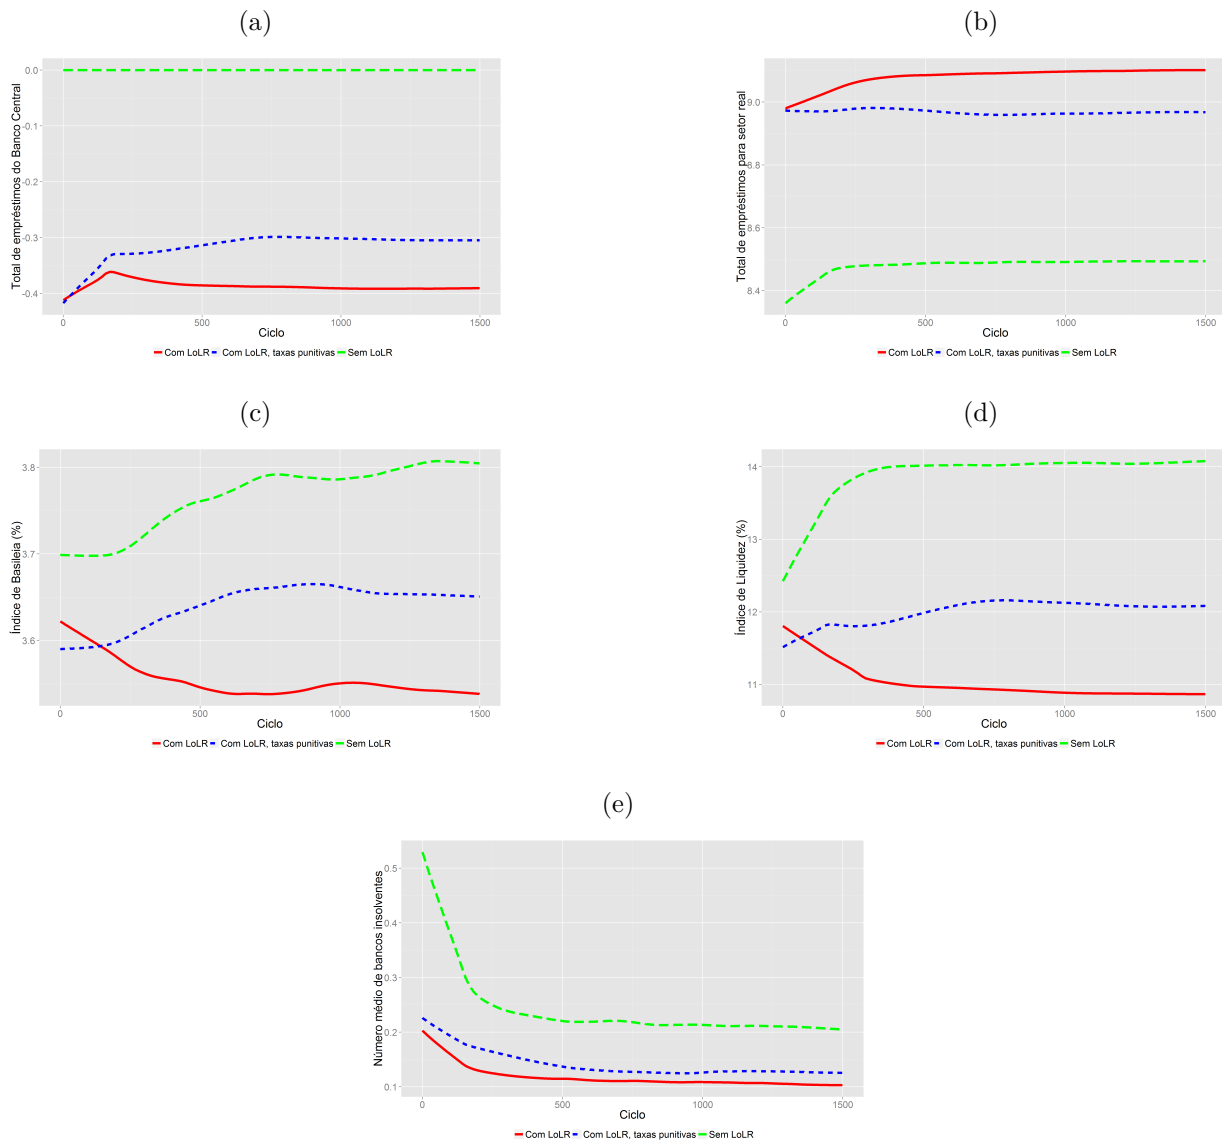 (a)
Total de empréstimos do Banco Central
0.0
-0.1
-0.2
-0.3
-0.4
0 500 1000 1500
Ciclo
Com LoLR Com LoLR, taxas punitivas Sem LoLR
(b)
Total de empréstimos para setor real
9.0
8.8
8.6
8.4
0 500 1000 1500
Ciclo
Com LoLR Com LoLR, taxas punitivas Sem LoLR
(c)
Índice de Basileia (%)
3.8
3.7
3.6
0 500 1000 1500
Ciclo
Com LoLR Com LoLR, taxas punitivas Sem LoLR
(d)
Índice de Liquidez (%)
14
13
12
11
0 500 1000 1500
Ciclo
Com LoLR Com LoLR, taxas punitivas Sem LoLR
(e)
Número médio de bancos insolventes
0.5
0.4
0.3
0.2
0.1
0 500 1000 1500
Ciclo
Com LoLR Com LoLR, taxas punitivas Sem LoLR